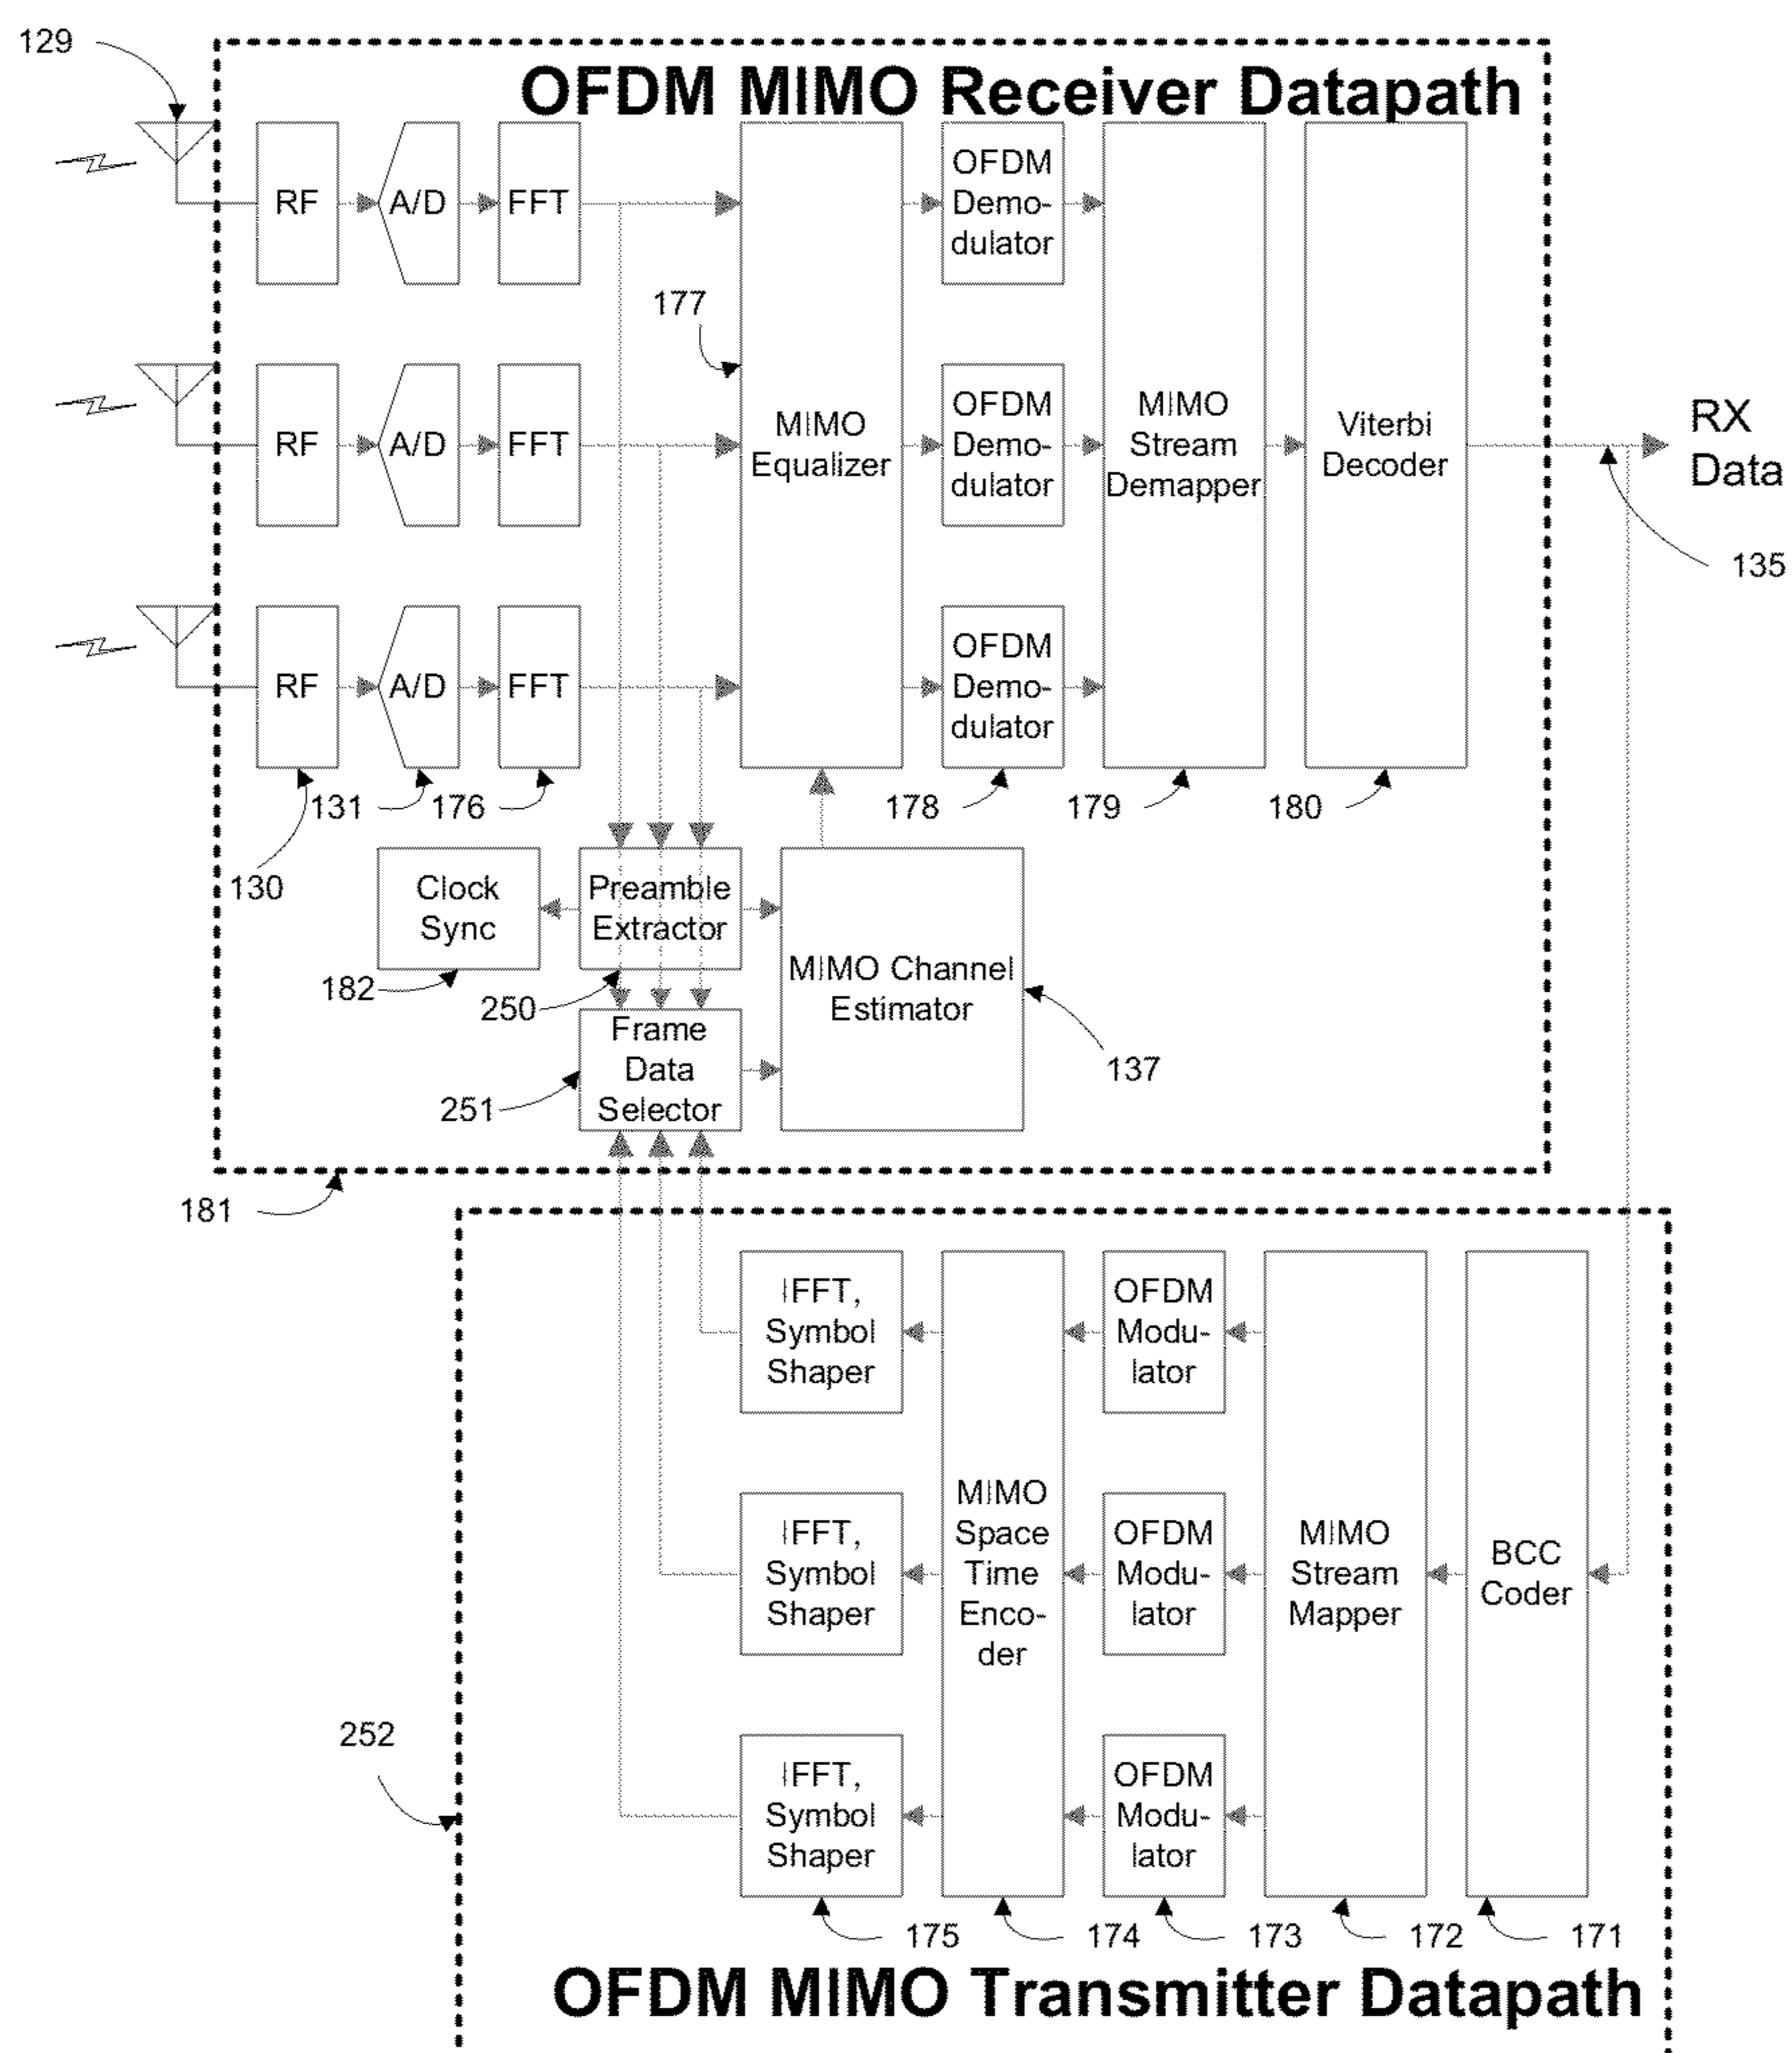 129
OFDM MIMO Receiver Datapath
RF
A/D
FFT
OFDM
Demo-
dulator
177
RF
A/D
FFT
MIMO
Equalizer
OFDM
Demo-
dulator
MIMO
Stream
Demapper
Viterbi
Decoder
RX
Data
135
RF
A/D
FFT
OFDM
Demo-
dulator
131
176
178
179
180
130
Clock
Sync
Preamble
Extractor
MIMO Channel
Estimator
182
250
Frame
Data
Selector
251
137
181
IFFT,
Symbol
Shaper
OFDM
Modu-
lator
IFFT,
Symbol
Shaper
MIMO
Space
Time
Enco-
der
OFDM
Modu-
lator
MIMO
Stream
Mapper
BCC
Coder
252
IFFT,
Symbol
Shaper
OFDM
Modu-
lator
175
174
173
172
171
OFDM MIMO Transmitter Datapath